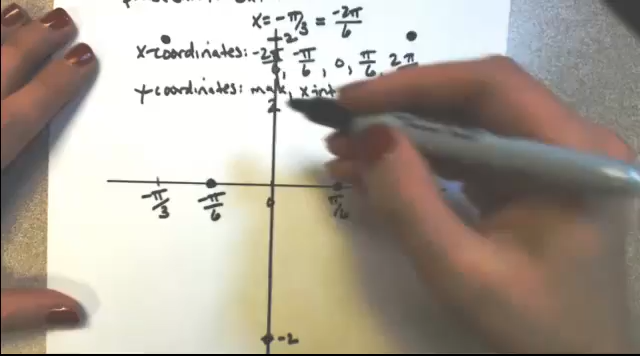 x = -π/3 = -2π/6
2
x-coordinates: -2π/6, -π/6, 0, π/6, 2π
y-coordinates: max, x-int
2
-π/3 -π/6 0 π/6
-2